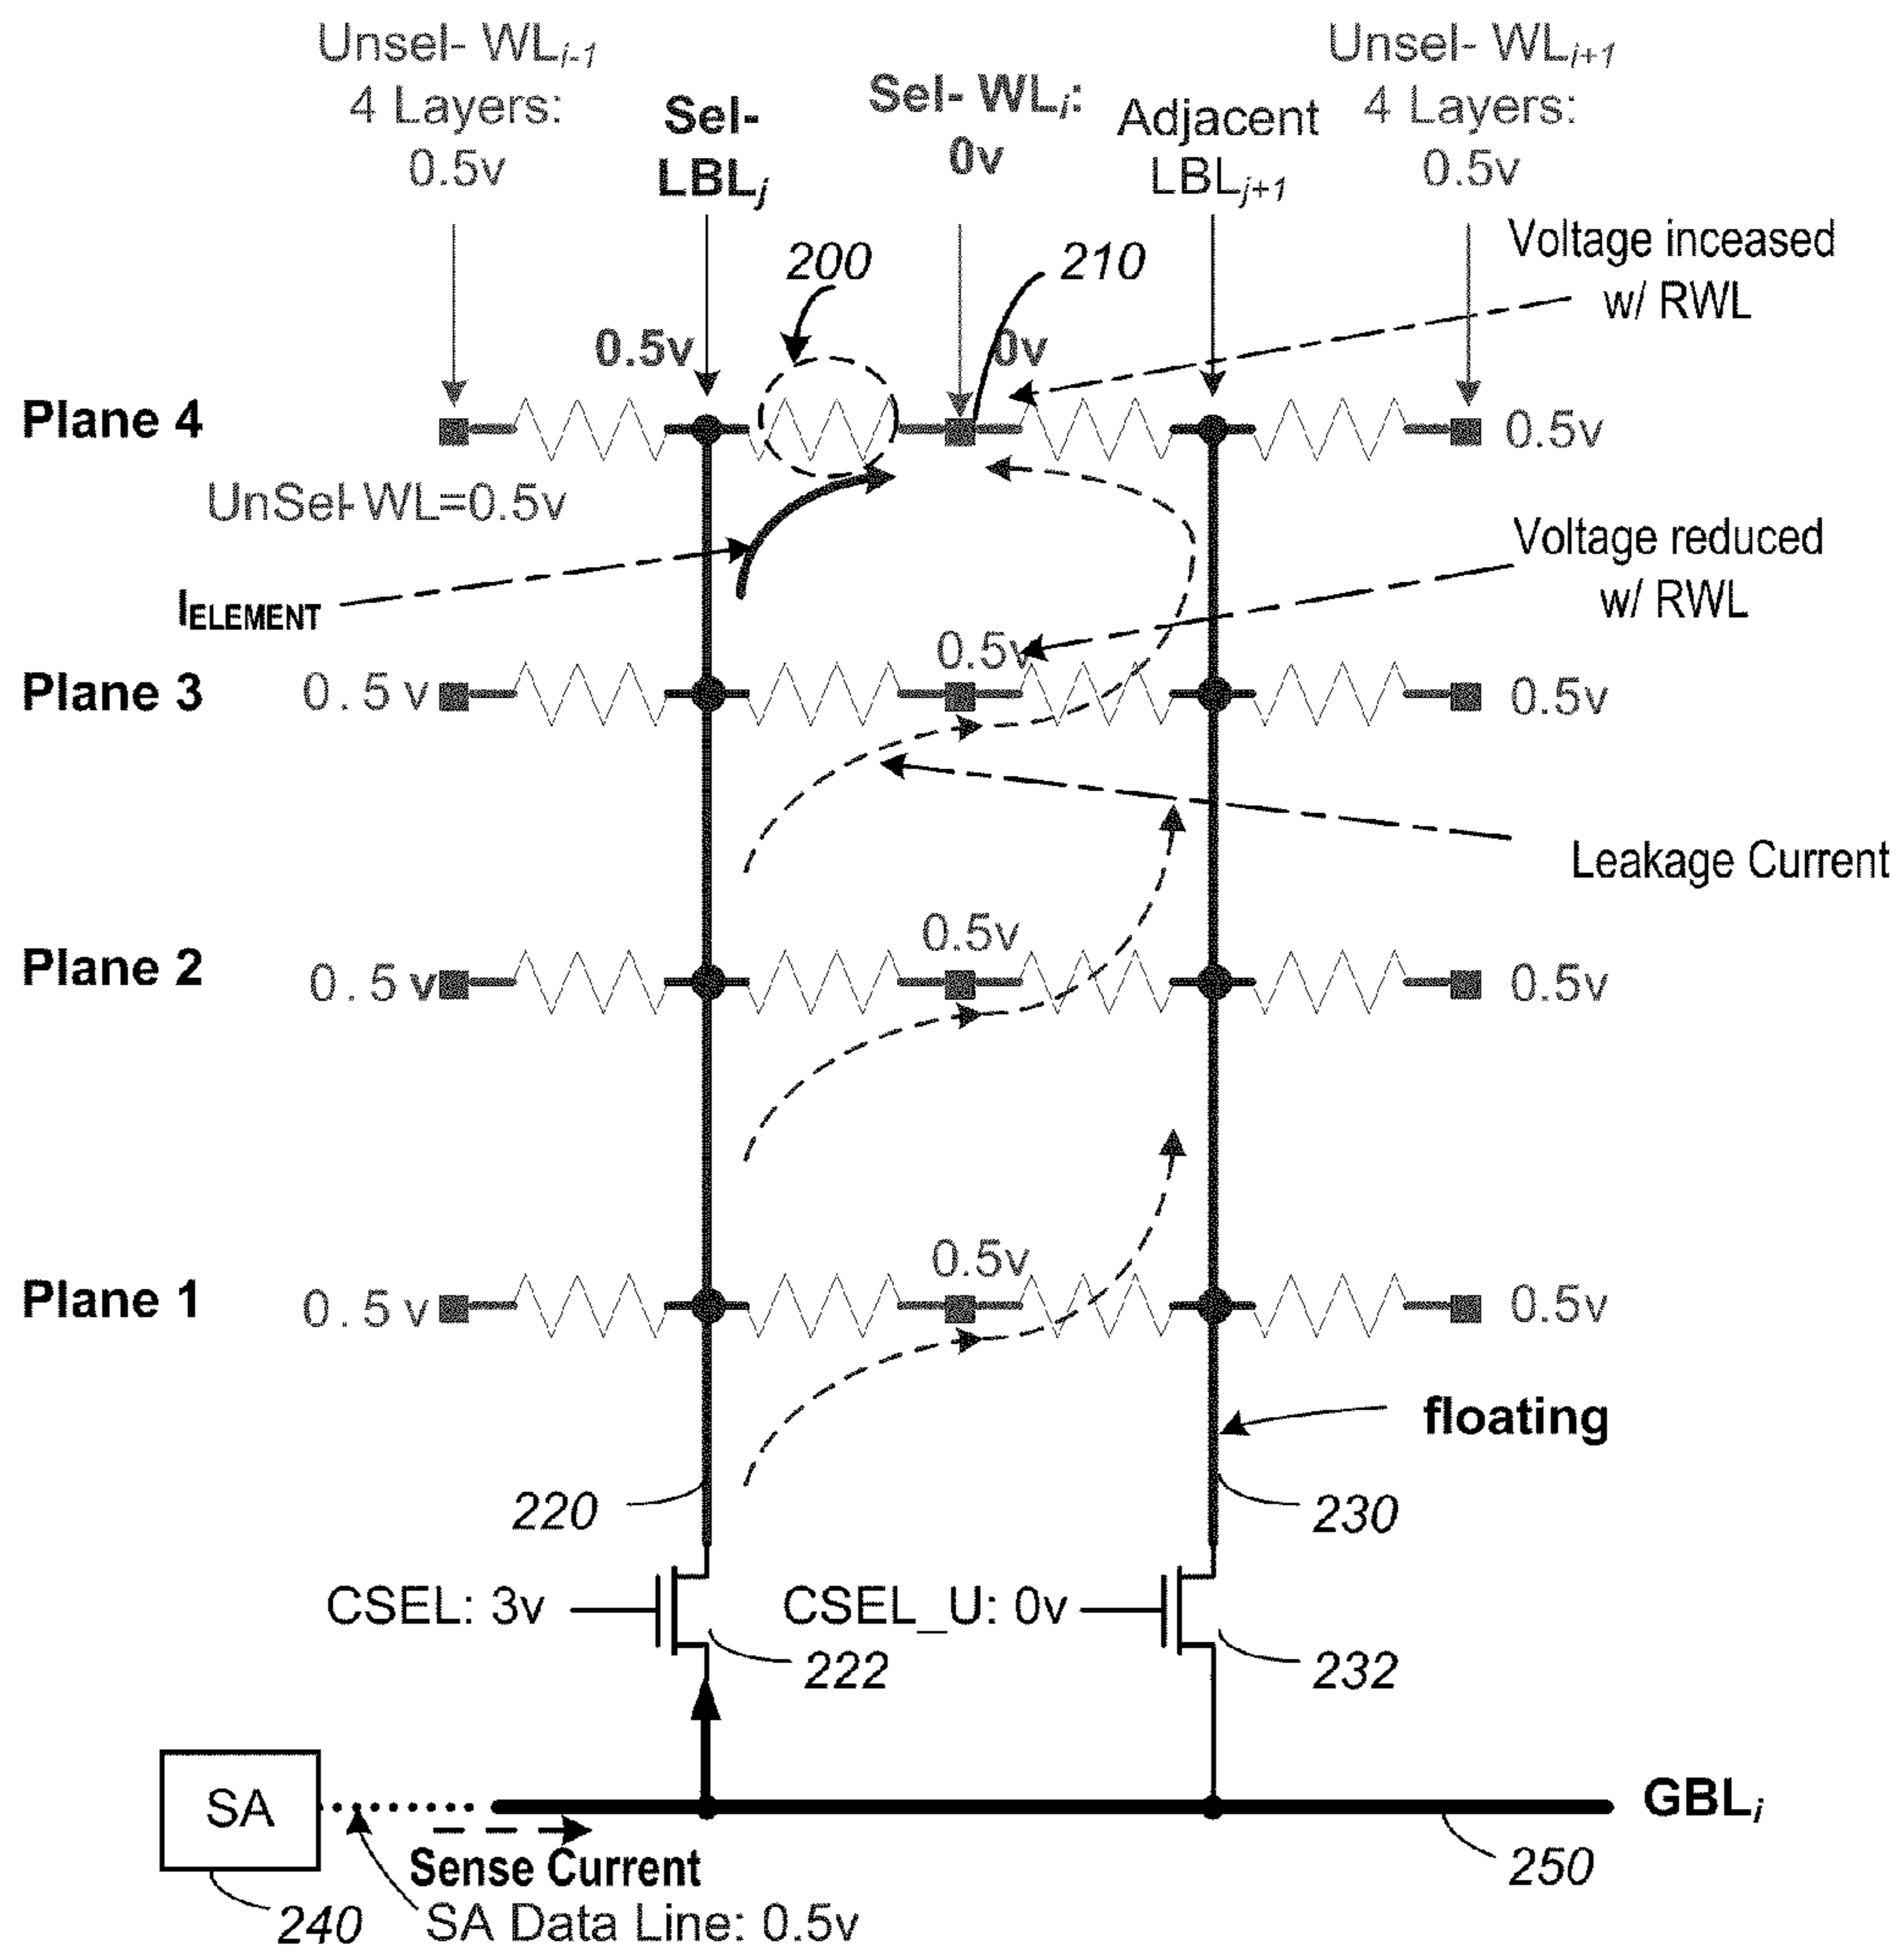 Unsel- WLi-1
4 Layers:
0.5v
Sel-
LBLj
Sel- WLi:
0v
Adjacent
LBLj+1
Unsel- WLi+1
4 Layers:
0.5v
Voltage inceased
w/ RWL
200
210
0.5v
0v
Plane 4
0.5v
UnSel-WL=0.5v
Voltage reduced
w/ RWL
IELEMENT
Plane 3
0.5v
0.5v
0.5v
Leakage Current
Plane 2
0.5v
0.5v
0.5v
Plane 1
0.5v
0.5v
0.5v
floating
220
230
CSEL: 3v
CSEL_U: 0v
222
232
SA
GBLi
Sense Current
250
240
SA Data Line: 0.5v